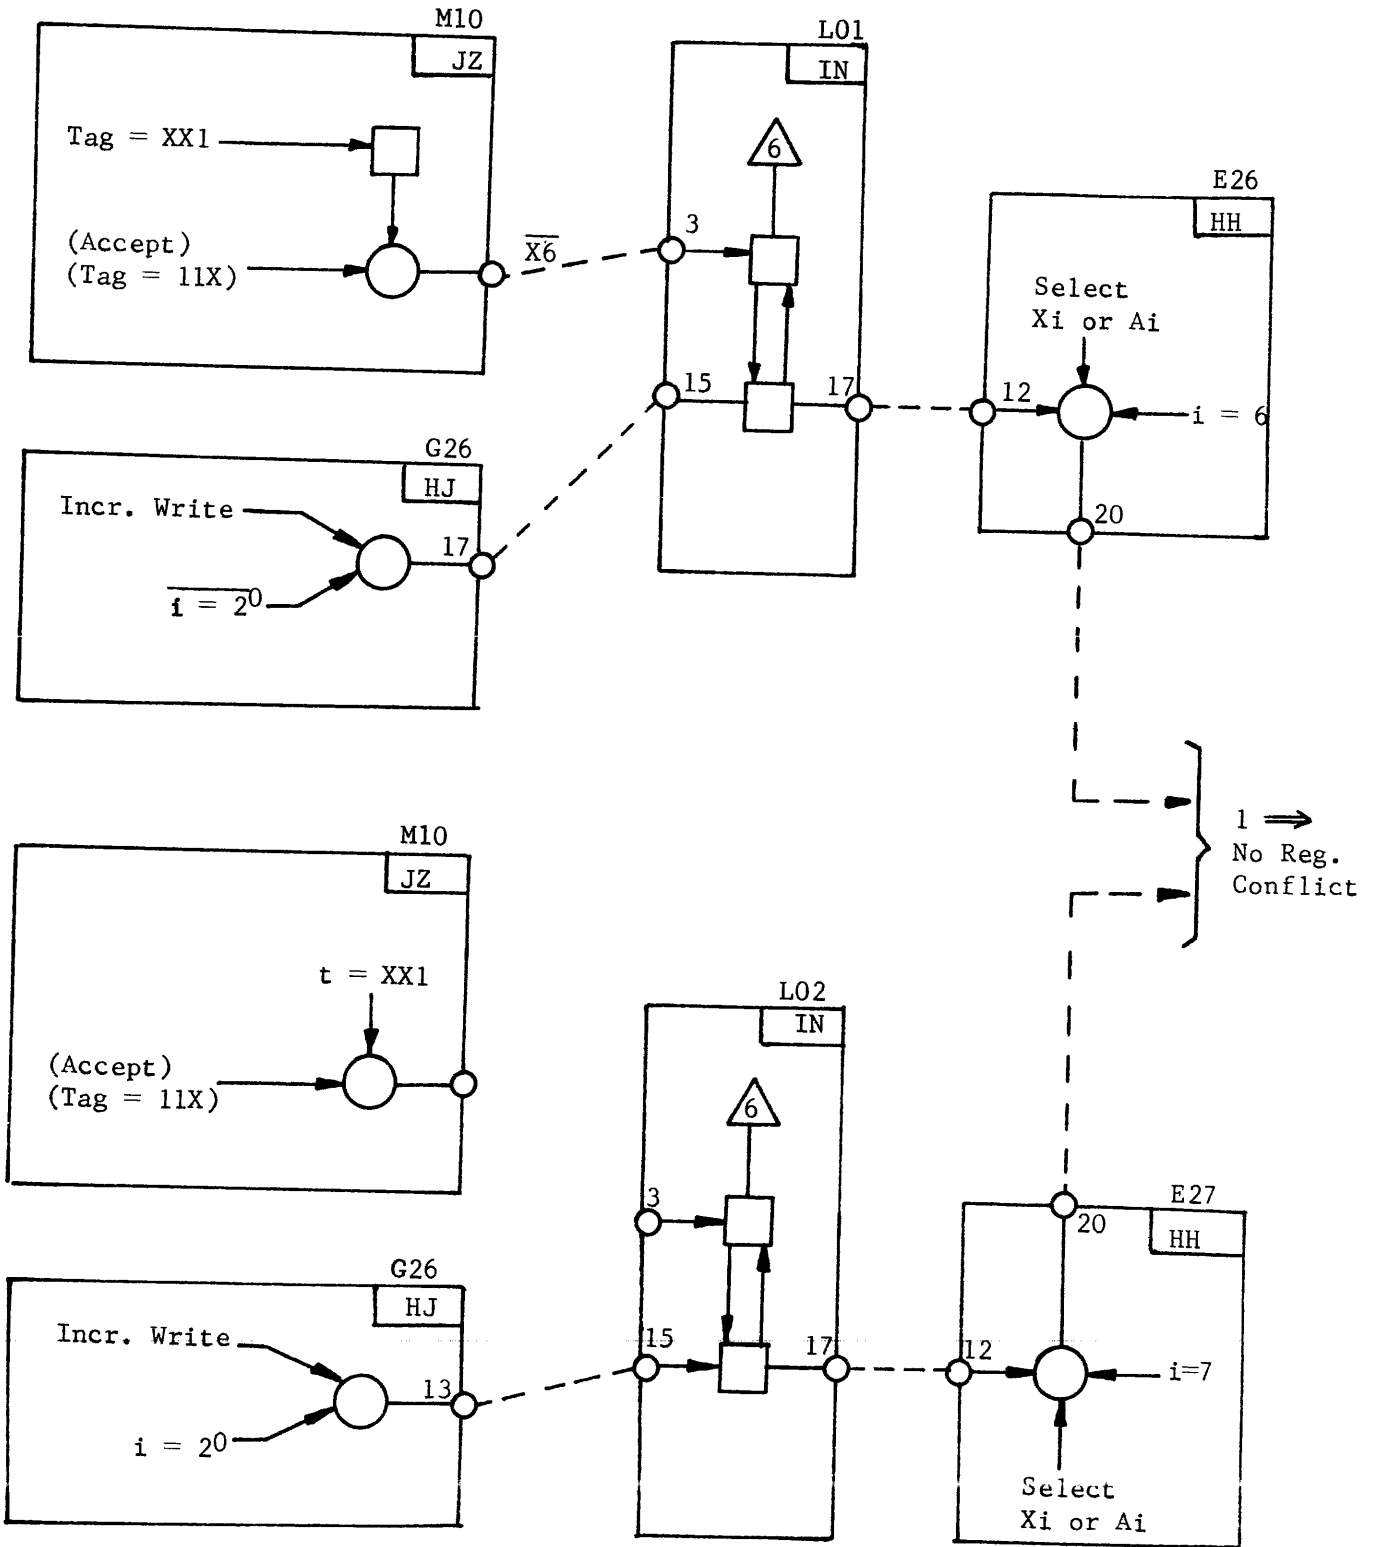 M10
JZ
Tag = XX1
(Accept)
(Tag = 11X)
X̅6̅
L01
IN
6
3
15
17
E26
HH
Select
Xi or Ai
12
i = 6
20
G26
HJ
Incr. Write
17
i̅ ̅=̅ ̅2̅⁰
1 ⟹
No Reg.
Conflict
M10
JZ
t = XX1
(Accept)
(Tag = 11X)
L02
IN
6
3
15
17
G26
HJ
Incr. Write
13
i = 2⁰
E27
HH
20
12
i=7
Select
Xi or Ai